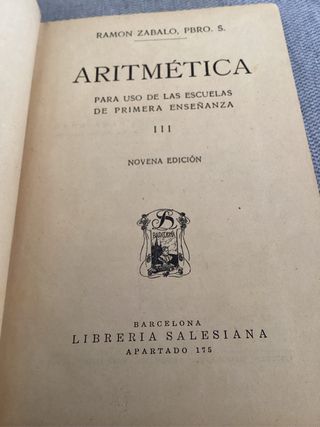 RAMON ZABALO, PBRO. S.
ARITMÉTICA
PARA USO DE LAS ESCUELAS
DE PRIMERA ENSEÑANZA
III
NOVENA EDICIÓN
BARCELONA
LIBRERIA SALESIANA
APARTADO 175